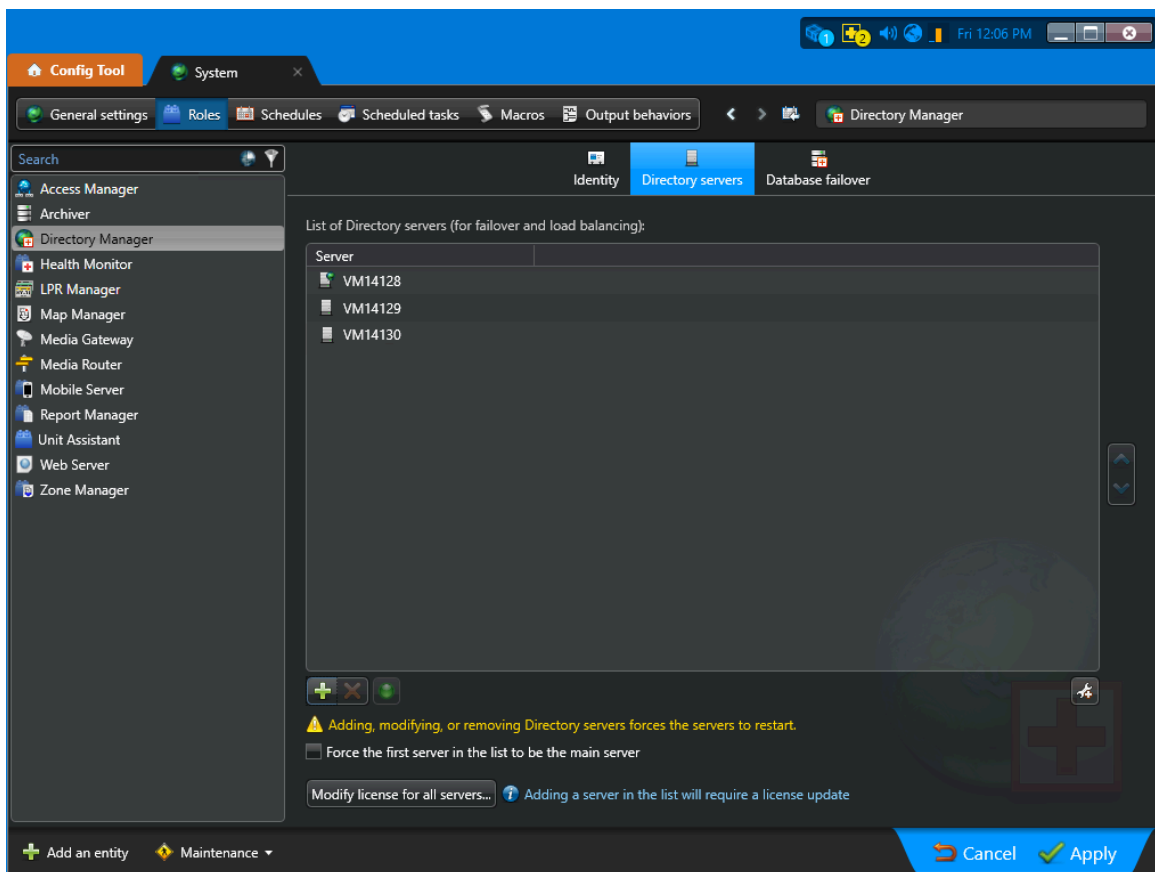 1
2
Fri 12:06 PM
Config Tool
System
General settings
Roles
Schedules
Scheduled tasks
Macros
Output behaviors
Directory Manager
Search
Access Manager
Archiver
Directory Manager
Health Monitor
LPR Manager
Map Manager
Media Gateway
Media Router
Mobile Server
Report Manager
Unit Assistant
Web Server
Zone Manager
Identity
Directory servers
Database failover
List of Directory servers (for failover and load balancing):
Server
VM14128
VM14129
VM14130
Adding, modifying, or removing Directory servers forces the servers to restart.
Force the first server in the list to be the main server
Modify license for all servers...
Adding a server in the list will require a license update
Add an entity
Maintenance
Cancel
Apply